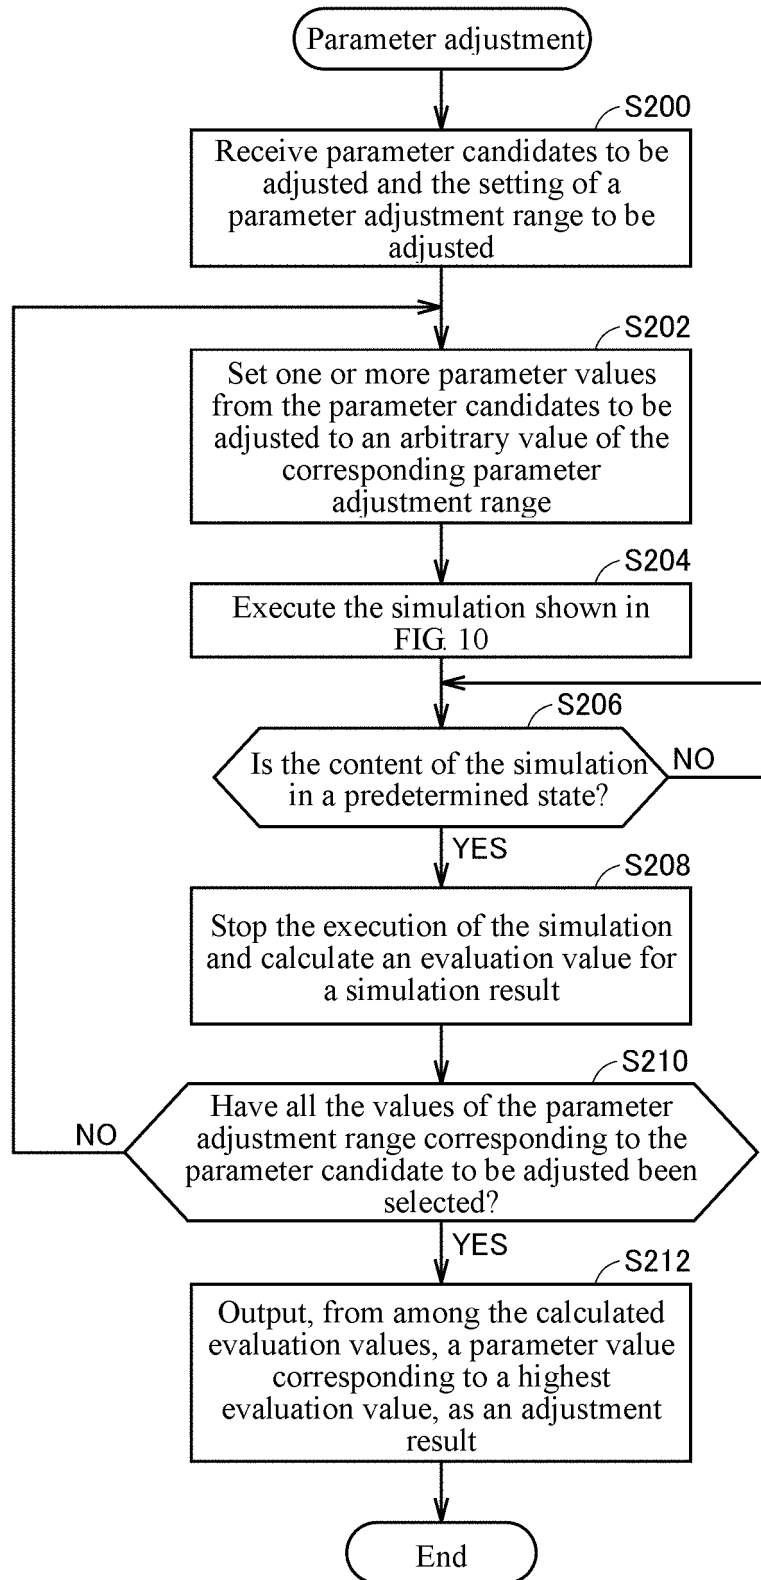 Parameter adjustment
S200
Receive parameter candidates to be
adjusted and the setting of a
parameter adjustment range to be
adjusted
S202
Set one or more parameter values
from the parameter candidates to be
adjusted to an arbitrary value of the
corresponding parameter
adjustment range
S204
Execute the simulation shown in
FIG. 10
S206
Is the content of the simulation
in a predetermined state?
NO
YES
S208
Stop the execution of the simulation
and calculate an evaluation value for
a simulation result
S210
Have all the values of the parameter
adjustment range corresponding to the
parameter candidate to be adjusted been
selected?
NO
YES
S212
Output, from among the calculated
evaluation values, a parameter value
corresponding to a highest
evaluation value, as an adjustment
result
End